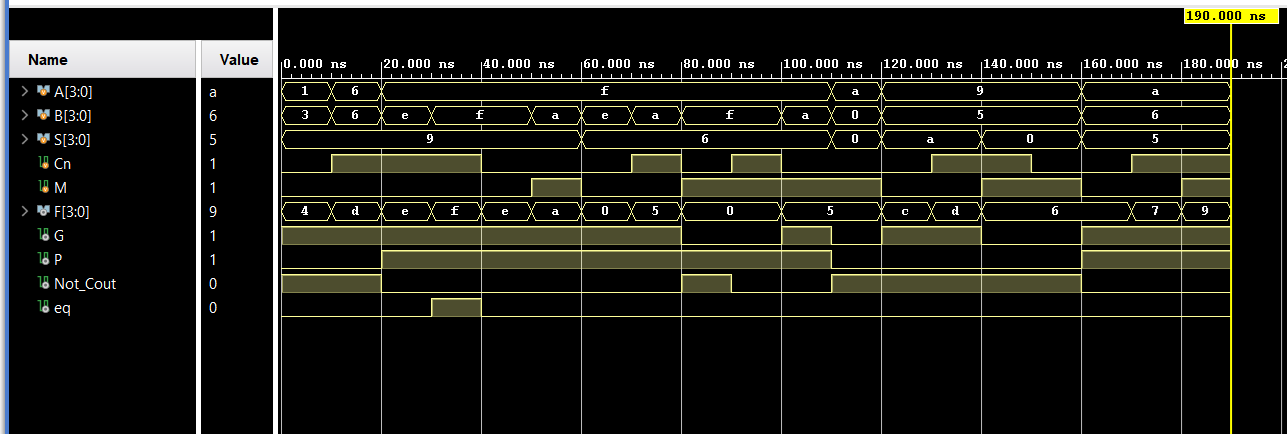 190.000 ns
Name Value
0.000 ns 20.000 ns 40.000 ns 60.000 ns 80.000 ns 100.000 ns 120.000 ns 140.000 ns 160.000 ns 180.000 ns
A[3:0] a 1 6 f a 9 a
B[3:0] 6 3 6 e f a e a f a 0 5 6
S[3:0] 5 9 6 0 a 0 5
Cn 1
M 1
F[3:0] 9 4 d e f e a 0 5 0 5 c d 6 7 9
G 1
P 1
Not_Cout 0
eq 0